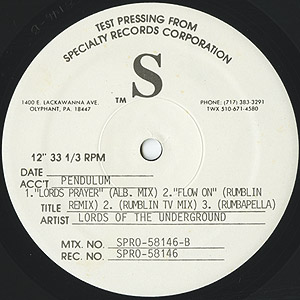 TEST PRESSING FROM
SPECIALTY RECORDS CORPORATION
S
TM
1400 E. LACKAWANNA AVE.
OLYPHANT, PA. 18447
PHONE: (717) 383-3291
TWX 510-671-4580
12" 33 1/3 RPM
DATE
ACC'T PENDULUM
1."LORDS PRAYER" (ALB. MIX) 2."FLOW ON" (RUMBLIN
TITLE REMIX) 2. (RUMBLIN TV MIX) 3. (RUMBAPELLA)
ARTIST LORDS OF THE UNDERGROUND
MTX. NO. SPRO-58146-B
REC. NO. SPRO-58146